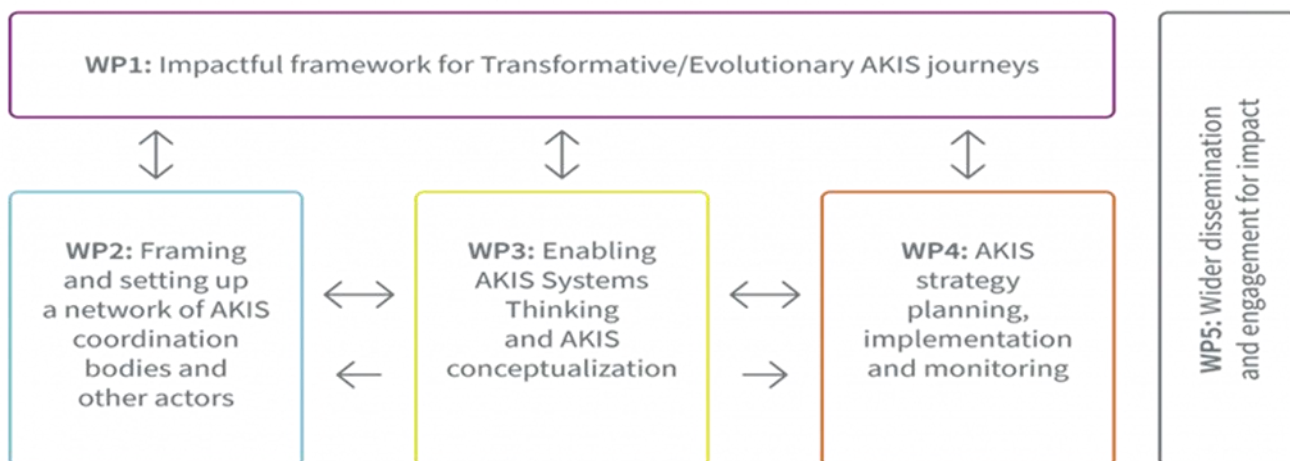 WP1: Impactful framework for Transformative/Evolutionary AKIS journeys
WP2: Framing
and setting up
a network of AKIS
coordination
bodies and
other actors
WP3: Enabling
AKIS Systems
Thinking
and AKIS
conceptualization
WP4: AKIS
strategy
planning,
implementation
and monitoring
WP5: Wider dissemination
and engagement for impact